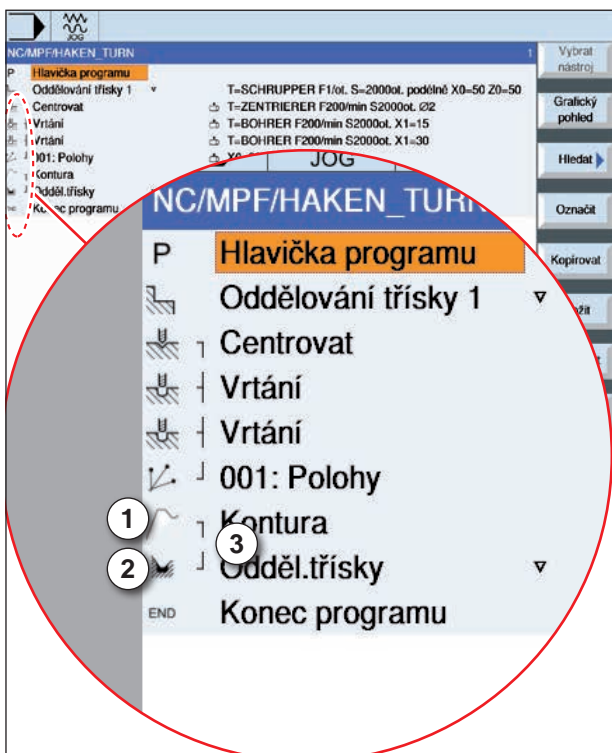 JOG
NC/MPF/HAKEN_TURN 1
P Hlavička programu
Oddělování třísky 1 T=SCHRUPPER F1/ot. S=2000ot. podélně X0=50 Z0=50
Centrovat T=ZENTRIERER F200/min S2000ot. Ø2
Vrtání T=BOHRER F200/min S2000ot. X1=15
Vrtání T=BOHRER F200/min S2000ot. X1=30
001: Polohy
Kontura
Odděl.třísky
Konec programu
Vybrat
nástroj
Grafický
pohled
Hledat
Označit
Kopírovat
JOG
NC/MPF/HAKEN_TURN
P Hlavička programu
Oddělování třísky 1
Centrovat
Vrtání
Vrtání
001: Polohy
1 Kontura
3
2 Odděl.třísky
END Konec programu